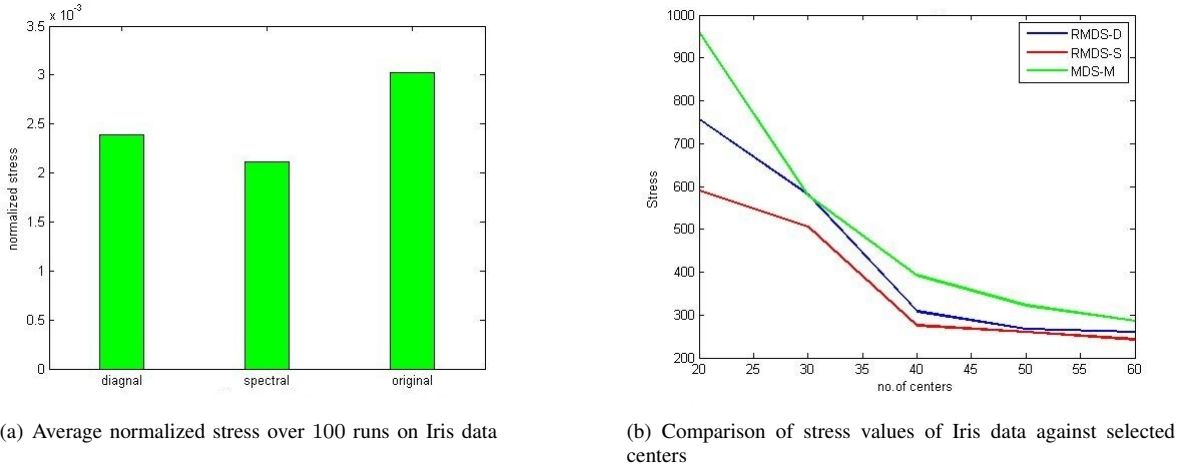 x 10⁻³
3.5
3
2.5
2
1.5
1
0.5
0
normalized stress
diagnal spectral original
(a) Average normalized stress over 100 runs on Iris data
1000
900
800
700
600
500
400
300
200
Stress
RMDS-D
RMDS-S
MDS-M
20 25 30 35 40 45 50 55 60
no.of centers
(b) Comparison of stress values of Iris data against selected
centers